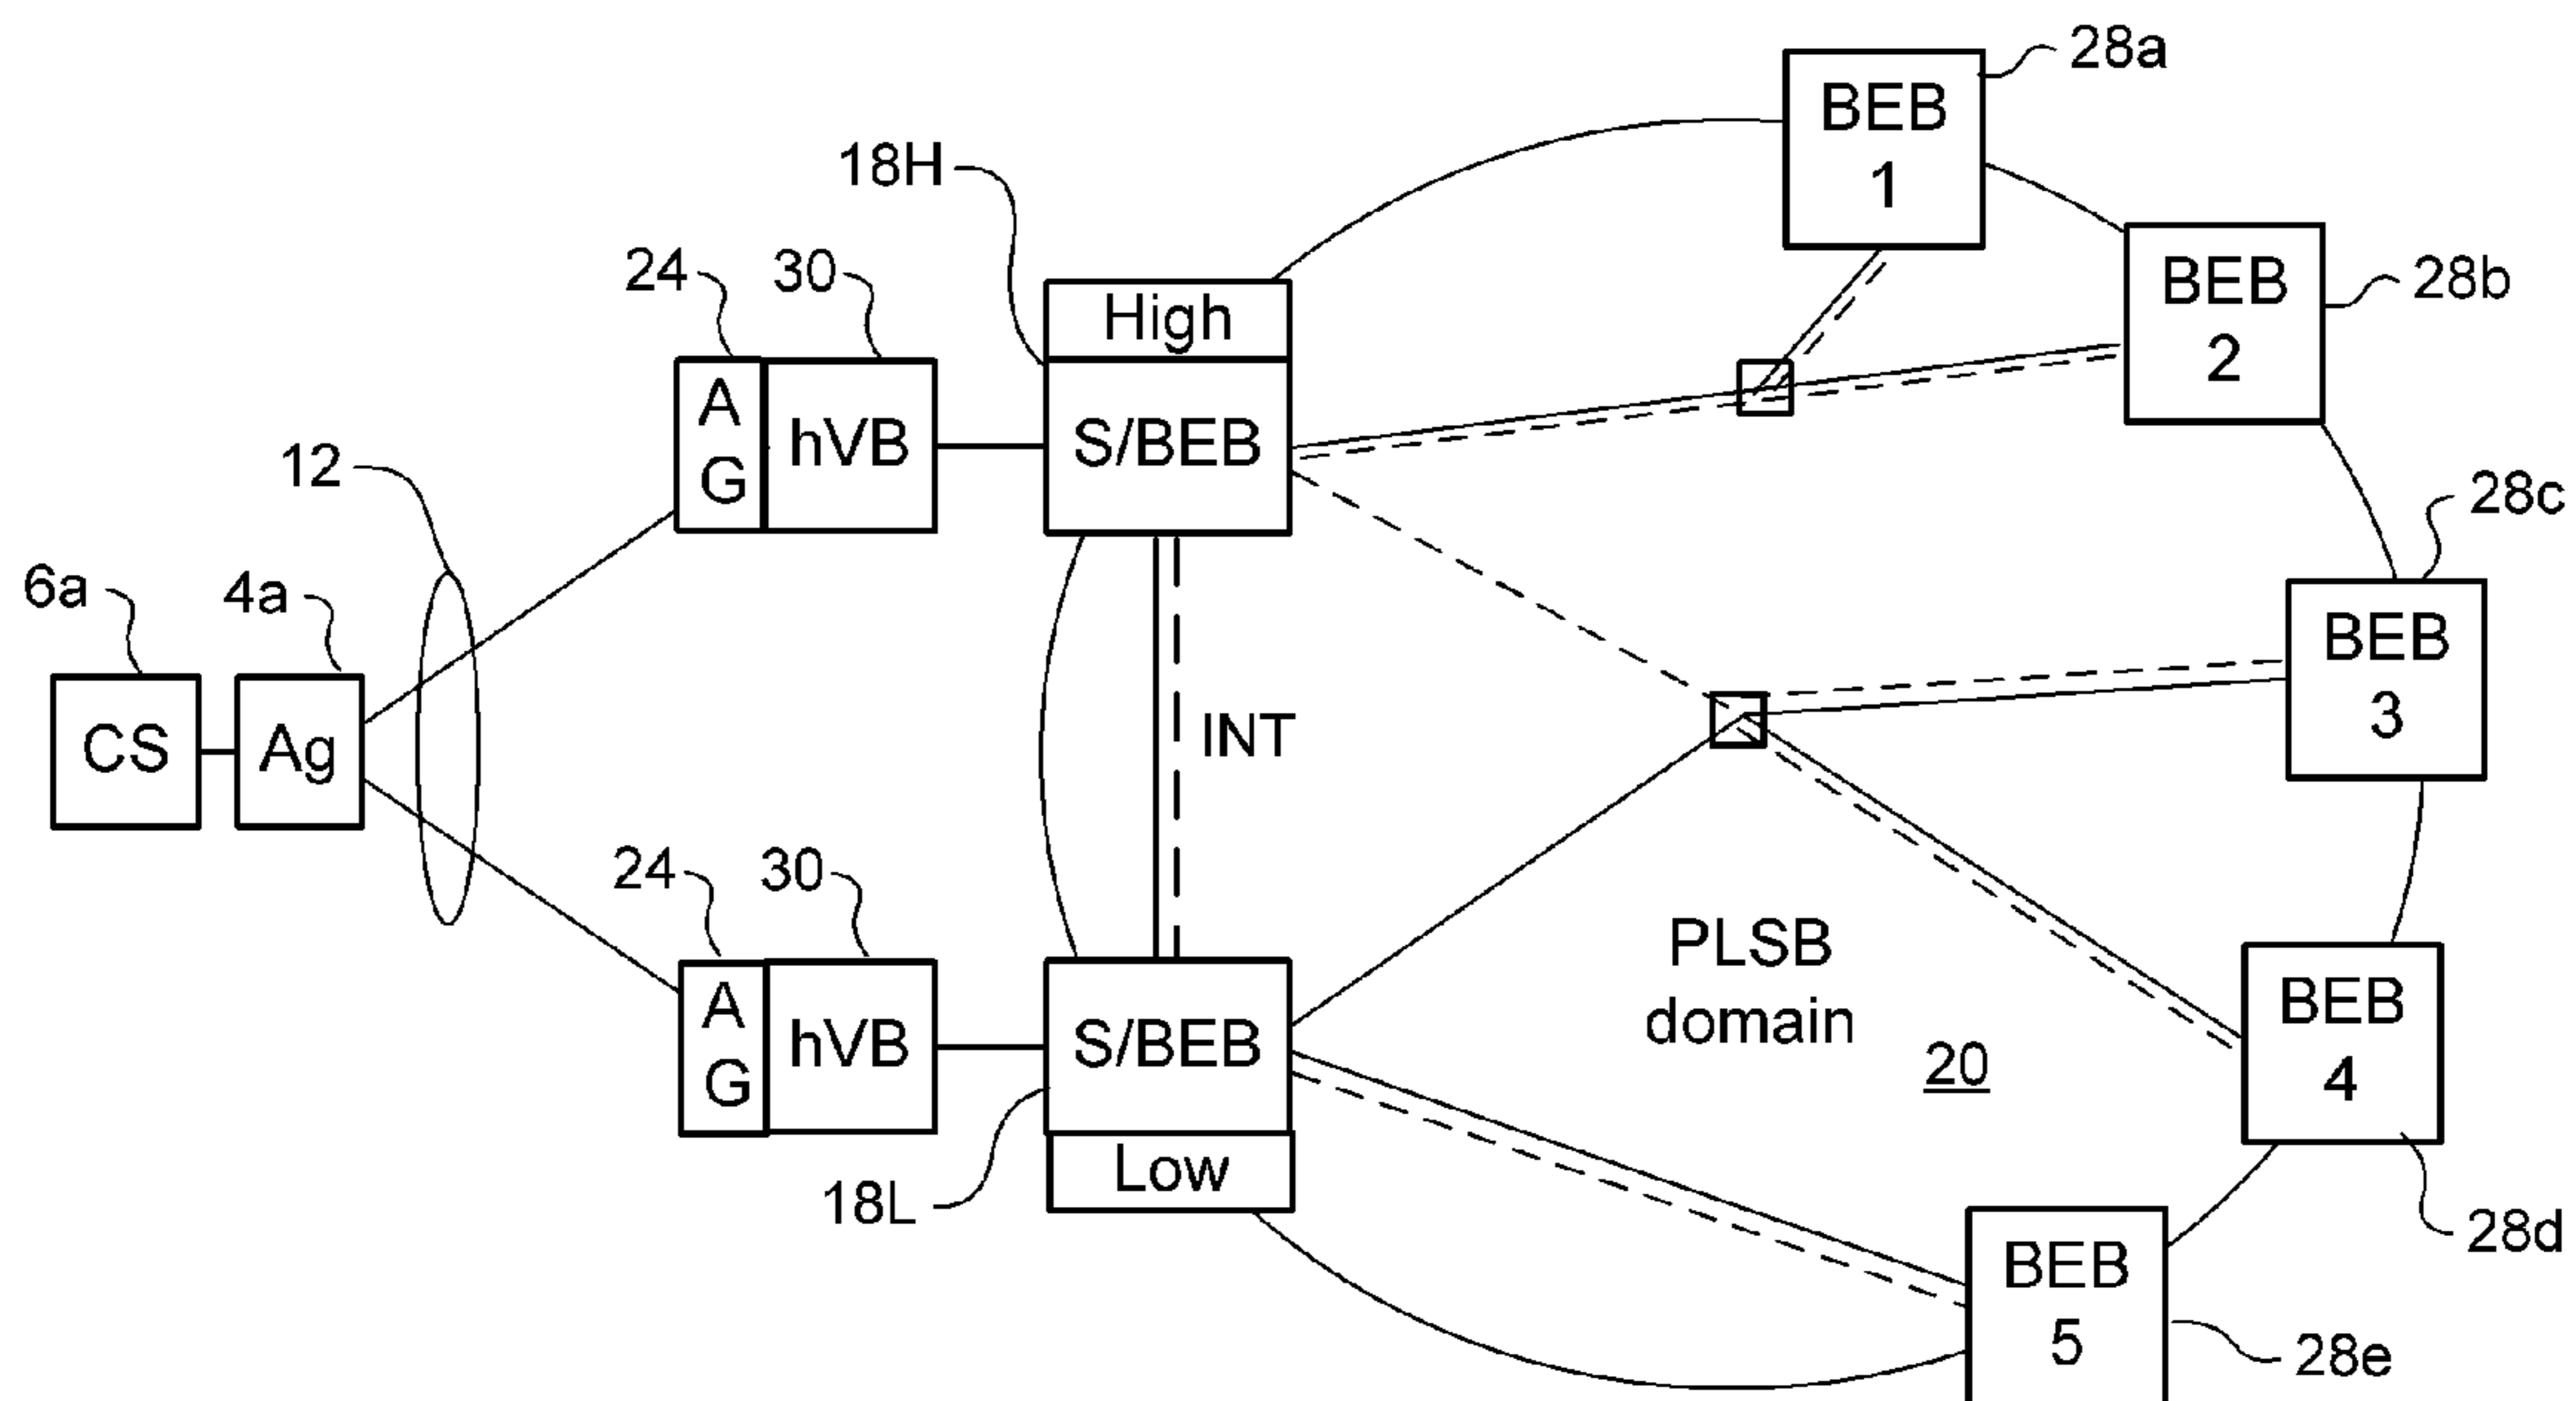 28a
BEB
1
18H
28b
BEB
2
24
30
High
A
G
hVB
S/BEB
12
28c
6a
4a
BEB
3
CS
Ag
INT
24
30
PLSB
domain
20
A
G
hVB
S/BEB
BEB
4
Low
18L
28d
BEB
5
28e